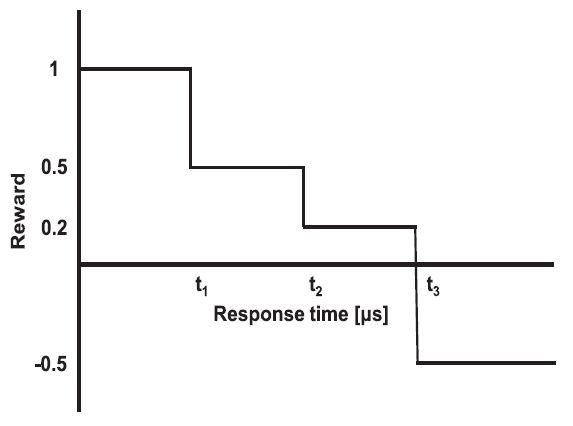 1
0.5
0.2
-0.5
Reward
t₁ t₂ t₃
Response time [µs]